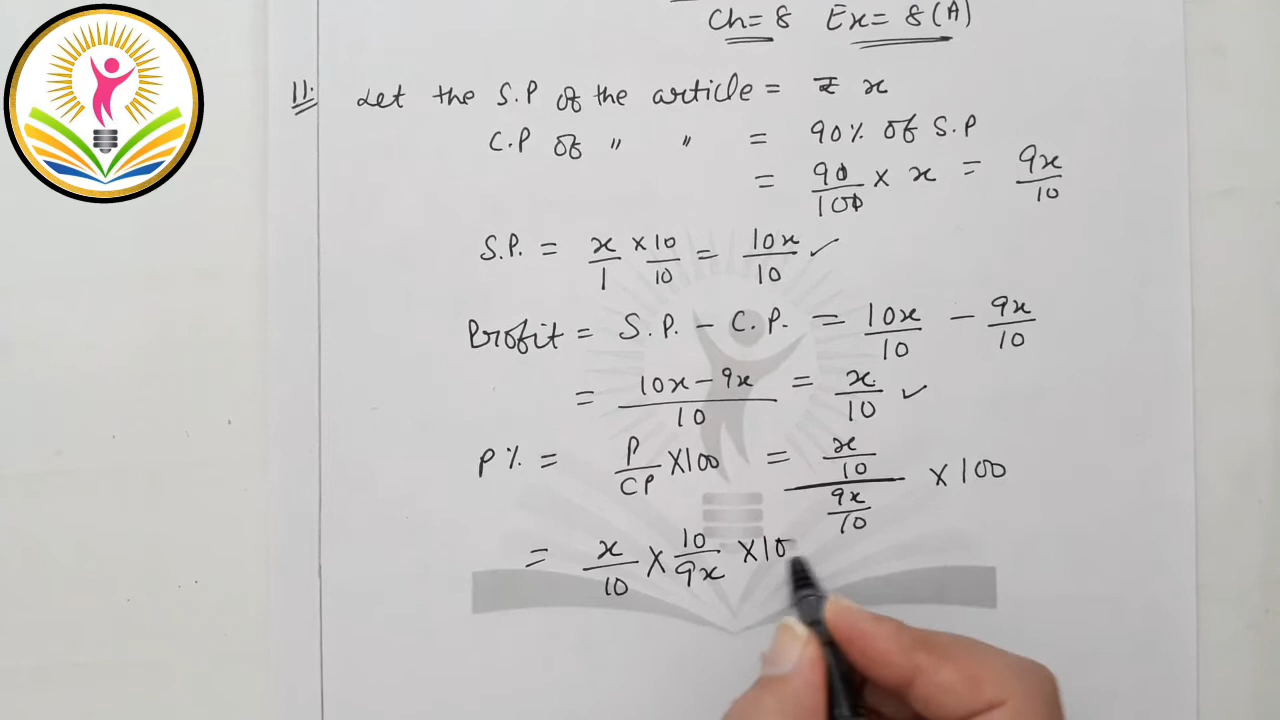 Ch = 8 Ex = 8(A)
11. Let the S.P of the article = ₹ x
C.P of " " = 90% of S.P
= 90/100 × x = 9x/10
S.P. = x/1 × 10/10 = 10x/10 ✓
Profit = S.P. - C.P. = 10x/10 - 9x/10
= 10x - 9x/10 = x/10 ✓
P% = P/CP × 100 = x/10/9x/10 × 100
= x/10 × 10/9x × 10